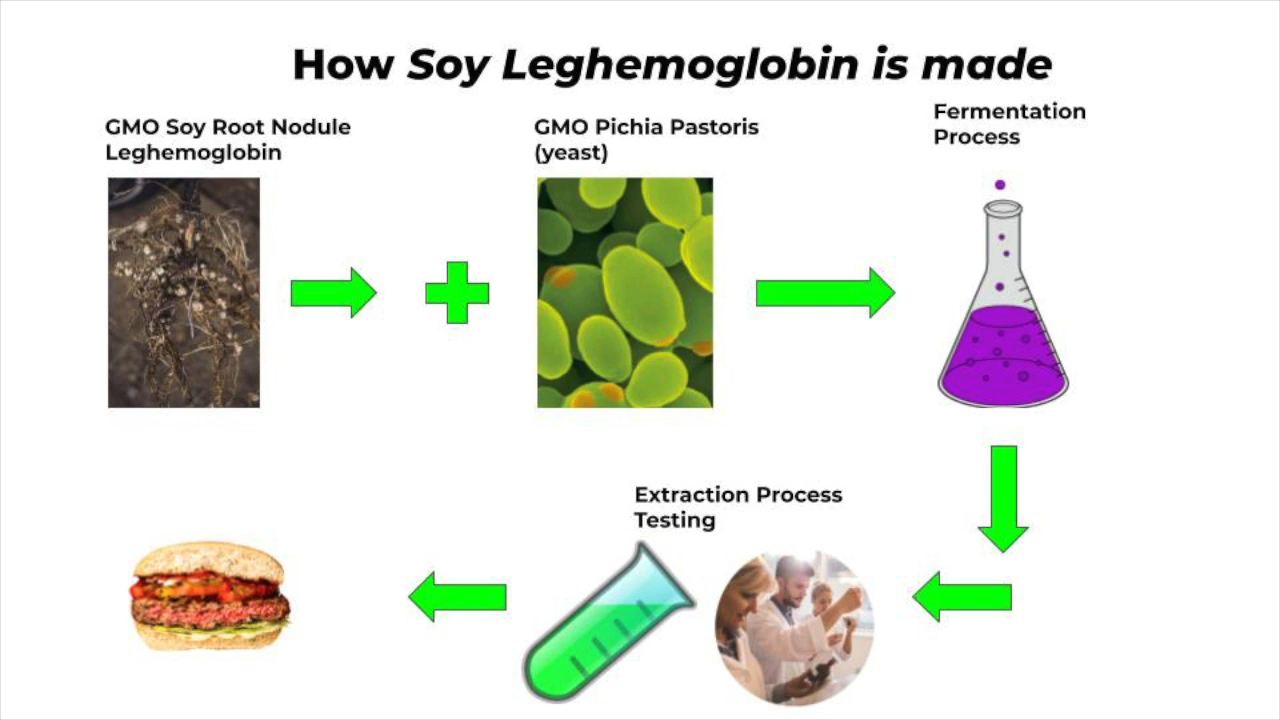 How Soy Leghemoglobin is made
GMO Soy Root Nodule
Leghemoglobin
GMO Pichia Pastoris
(yeast)
Fermentation
Process
Extraction Process
Testing